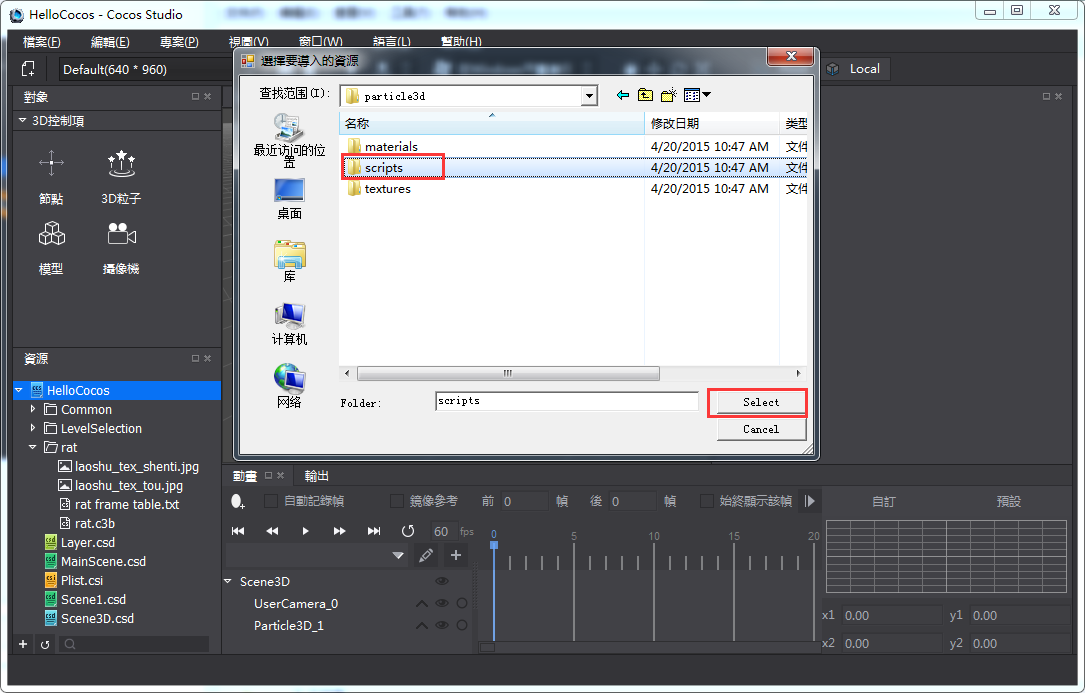 HelloCocos - Cocos Studio
檔案(F) 編輯(E) 專案(P) 視圖(V) 窗口(W) 語言(L) 幫助(H)
Default(640 * 960)
Local
對象
3D控制項
節點 3D粒子
模型 攝像機
資源
HelloCocos
Common
LevelSelection
rat
laoshu_tex_shenti.jpg
laoshu_tex_tou.jpg
rat frame table.txt
rat.c3b
Layer.csd
MainScene.csd
Plist.csi
Scene1.csd
Scene3D.csd
選擇要導入的資源
查找范围(I): particle3d
最近访问的位
置
桌面
库
计算机
网络
名称 修改日期 类型
materials 4/20/2015 10:47 AM 文件
scripts 4/20/2015 10:47 AM 文件
textures 4/20/2015 10:47 AM 文件
Folder: scripts Select
Cancel
動畫 輸出
自動記錄幀 鏡像參考 前 0 幀 後 0 幀 始終顯示該幀
60 fps
0 5 10 15 20
Scene3D
UserCamera_0
Particle3D_1
自訂 預設
x1 0.00 y1 0.00
x2 0.00 y2 0.00